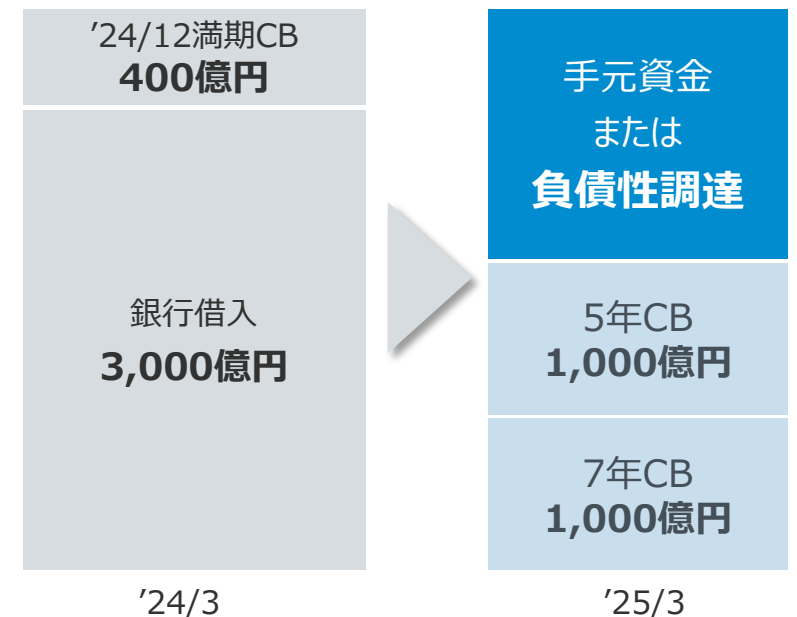 ’24/12満期CB
400億円
銀行借入
3,000億円
’24/3
手元資金
または
負債性調達
5年CB
1,000億円
7年CB
1,000億円
’25/3